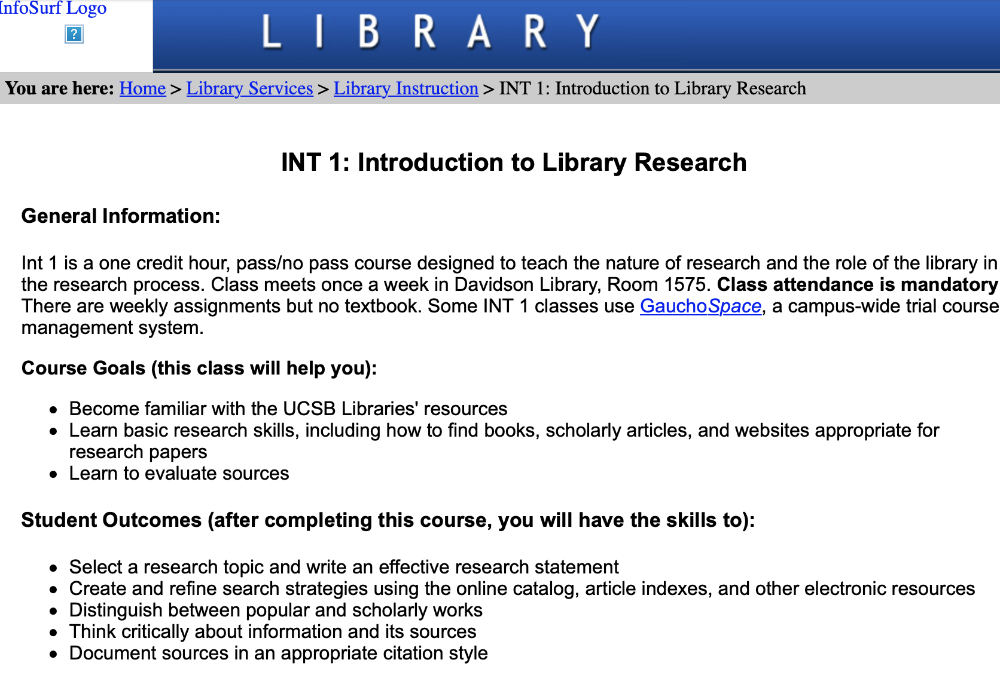 InfoSurf Logo
?
LIBRARY
You are here: Home > Library Services > Library Instruction > INT 1: Introduction to Library Research
INT 1: Introduction to Library Research
General Information:
Int 1 is a one credit hour, pass/no pass course designed to teach the nature of research and the role of the library in
the research process. Class meets once a week in Davidson Library, Room 1575. Class attendance is mandatory
There are weekly assignments but no textbook. Some INT 1 classes use GauchoSpace, a campus-wide trial course
management system.
Course Goals (this class will help you):
• Become familiar with the UCSB Libraries' resources
• Learn basic research skills, including how to find books, scholarly articles, and websites appropriate for
research papers
• Learn to evaluate sources
Student Outcomes (after completing this course, you will have the skills to):
• Select a research topic and write an effective research statement
• Create and refine search strategies using the online catalog, article indexes, and other electronic resources
• Distinguish between popular and scholarly works
• Think critically about information and its sources
• Document sources in an appropriate citation style